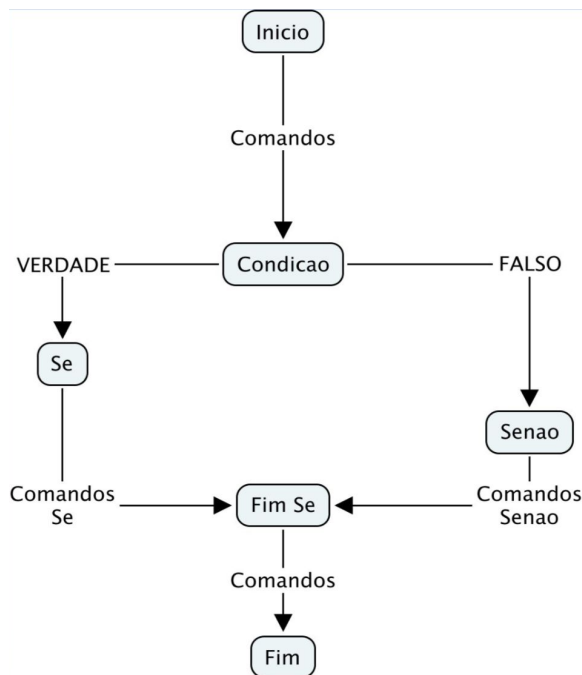 Inicio
Comandos
VERDADE
Condicao
FALSO
Se
Senao
Comandos
Se
Fim Se
Comandos
Senao
Comandos
Fim